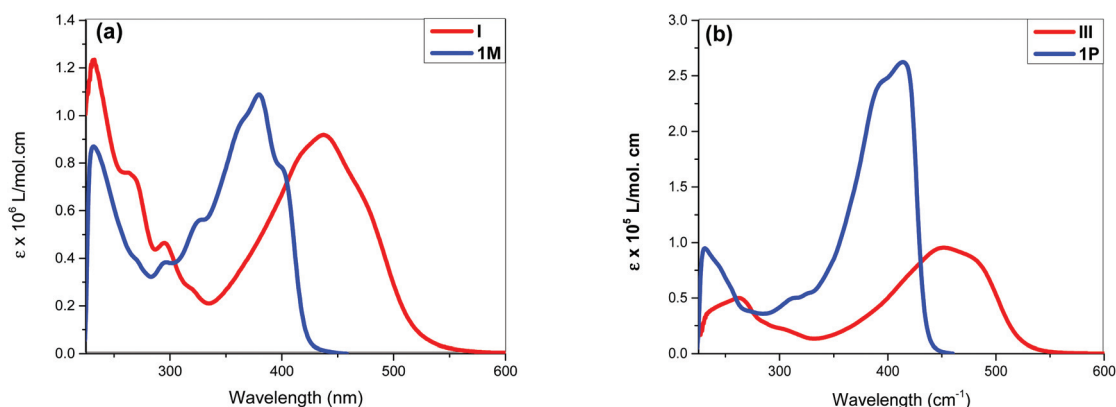 (a)
I
1M
ε x 10⁶ L/mol.cm
1.4
1.2
1.0
0.8
0.6
0.4
0.2
0.0
300 400 500 600
Wavelength (nm)
(b)
III
1P
ε x 10⁵ L/mol. cm
3.0
2.5
2.0
1.5
1.0
0.5
0.0
300 400 500 600
Wavelength (cm⁻¹)